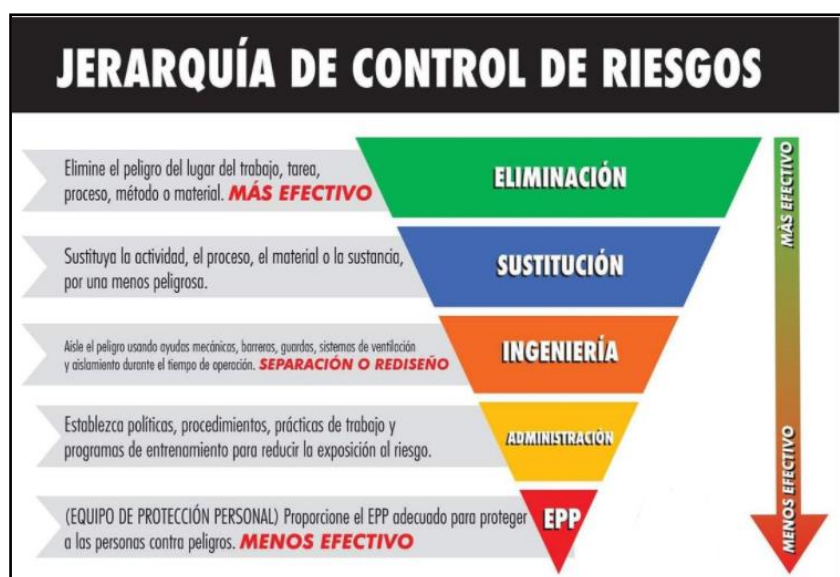 JERARQUÍA DE CONTROL DE RIESGOS
Elimine el peligro del lugar del trabajo, tarea,
proceso, método o material. MÁS EFECTIVO
ELIMINACIÓN
Sustituya la actividad, el proceso, el material o la sustancia,
por una menos peligrosa.
SUSTITUCIÓN
Aisle el peligro usando ayudas mecánicas, barreras, guardas, sistemas de ventilación
y aislamiento durante el tiempo de operación. SEPARACIÓN O REDISEÑO
INGENIERÍA
Establezca políticas, procedimientos, prácticas de trabajo y
programas de entrenamiento para reducir la exposición al riesgo.
ADMINISTRACIÓN
(EQUIPO DE PROTECCIÓN PERSONAL) Proporcione el EPP adecuado para proteger
a las personas contra peligros. MENOS EFECTIVO
EPP
MÀS EFECTIVO
MENOS EFECTIVO